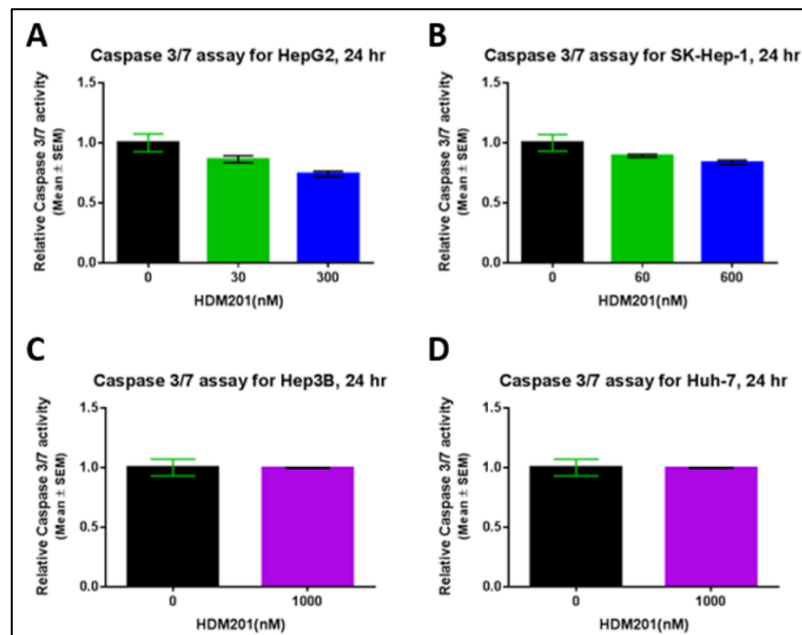 A
Caspase 3/7 assay for HepG2, 24 hr
Relative Caspase 3/7 activity
(Mean ± SEM)
1.5
1.0
0.5
0.0
0
30
300
HDM201(nM)
B
Caspase 3/7 assay for SK-Hep-1, 24 hr
Relative Caspase 3/7 activity
(Mean ± SEM)
1.5
1.0
0.5
0.0
0
60
600
HDM201(nM)
C
Caspase 3/7 assay for Hep3B, 24 hr
Relative Caspase 3/7 activity
(Mean ± SEM)
1.5
1.0
0.5
0.0
0
1000
HDM201(nM)
D
Caspase 3/7 assay for Huh-7, 24 hr
Relative Caspase 3/7 activity
(Mean ± SEM)
1.5
1.0
0.5
0.0
0
1000
HDM201(nM)